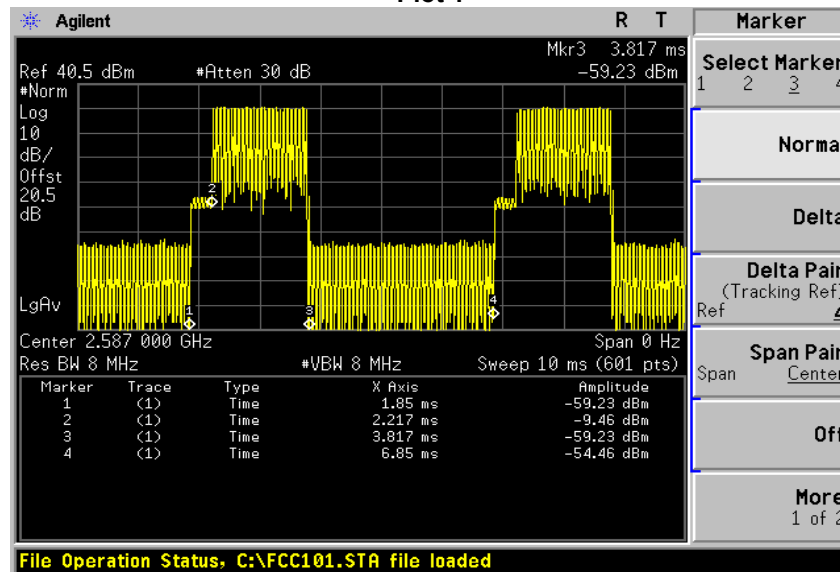 Agilent R T Marker
Mkr3 3.817 ms
Ref 40.5 dBm #Atten 30 dB -59.23 dBm
#Norm
Log
10
dB/
Offst
20.5
dB
LgAv
2
1
3
4
Center 2.587 000 GHz Span 0 Hz
Res BW 8 MHz #VBW 8 MHz Sweep 10 ms (601 pts)
Marker Trace Type X Axis Amplitude
1 (1) Time 1.85 ms -59.23 dBm
2 (1) Time 2.217 ms -9.46 dBm
3 (1) Time 3.817 ms -59.23 dBm
4 (1) Time 6.85 ms -54.46 dBm
Select Marker
1 2 3 4
Norma
Delta
Delta Pair
(Tracking Ref)
Ref
Span Pair
Span Center
Off
More
1 of 2
File Operation Status, C:\FCC101.STA file loaded